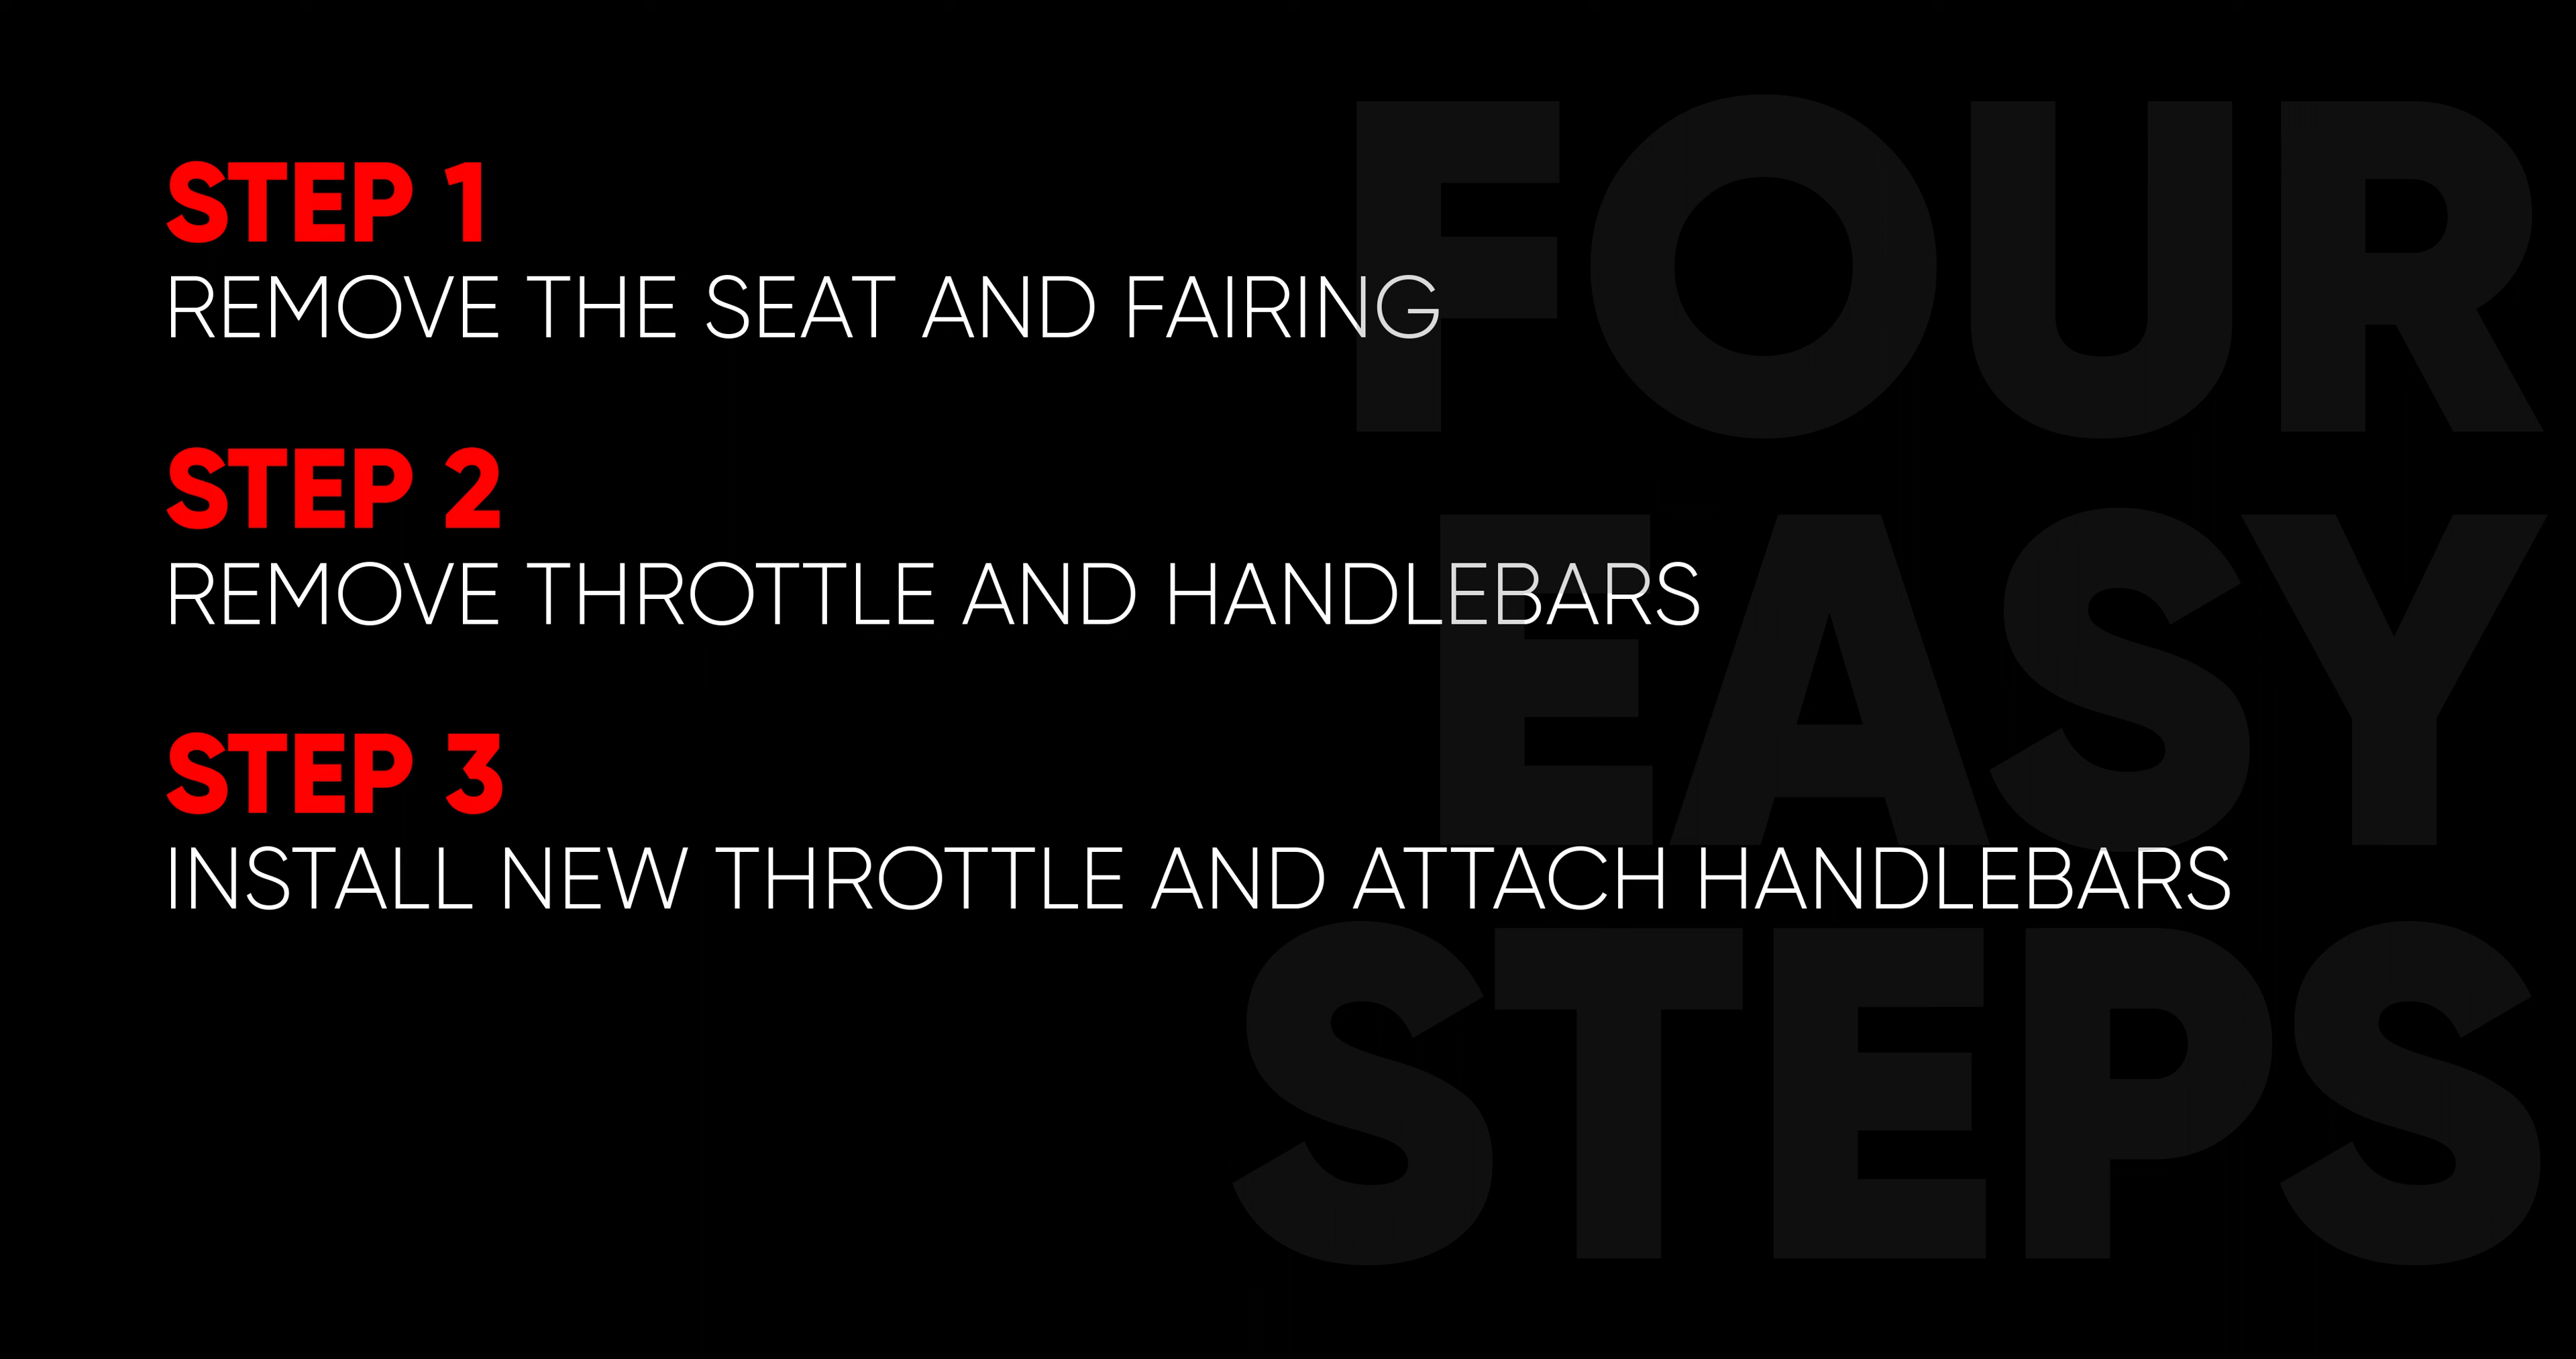 STEP 1
REMOVE THE SEAT AND FAIRING
STEP 2
REMOVE THROTTLE AND HANDLEBARS
STEP 3
INSTALL NEW THROTTLE AND ATTACH HANDLEBARS
FOUR
EASY
STEPS